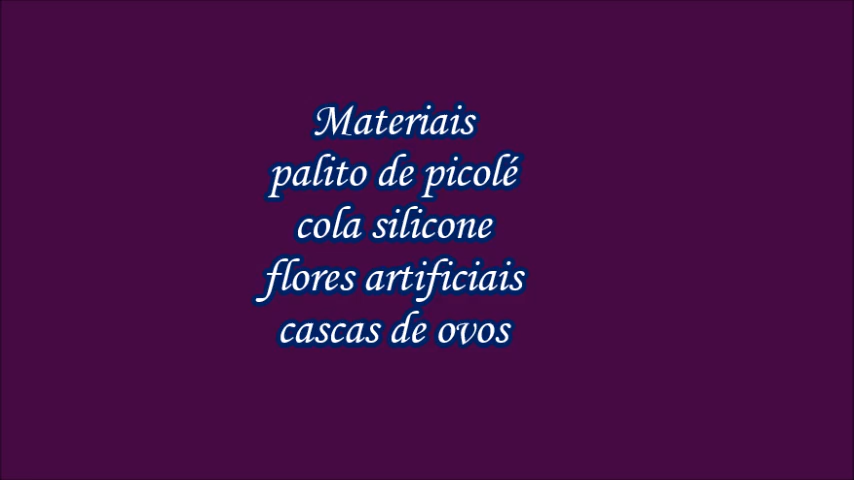 Materiais
palito de picolé
cola silicone
flores artificiais
cascas de ovos